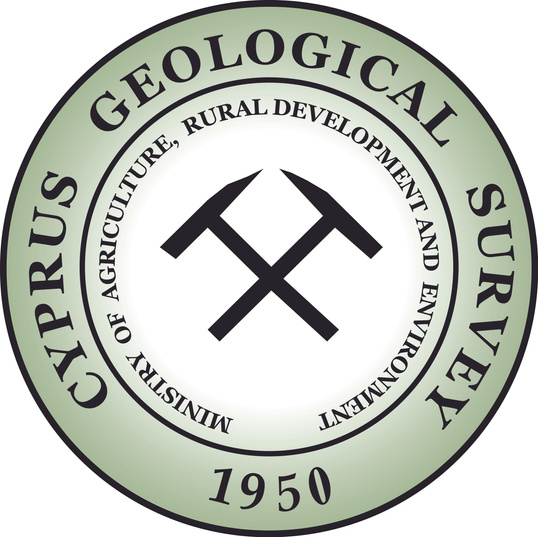 CYPRUS GEOLOGICAL SURVEY
MINISTRY OF AGRICULTURE, RURAL DEVELOPMENT AND ENVIRONMENT
1950